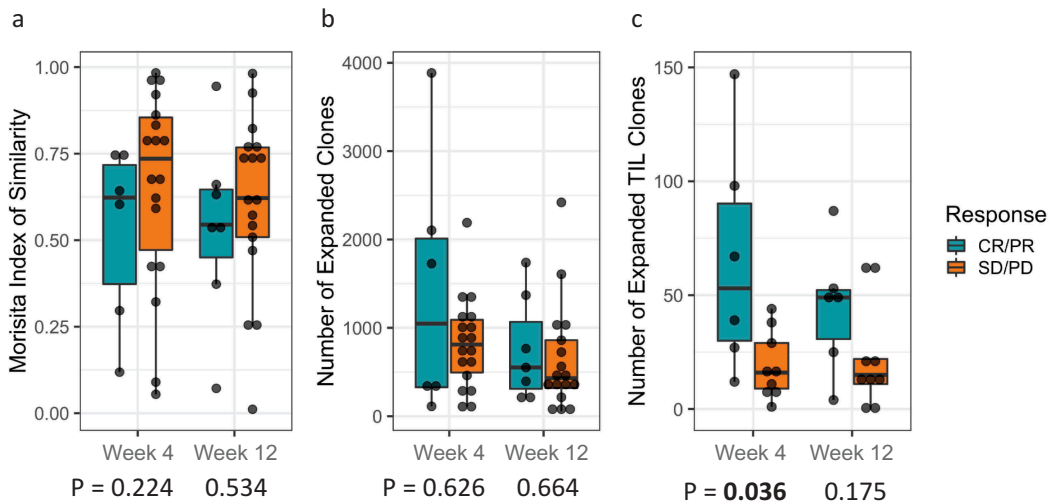 a
b
c
Morisita Index of Similarity
1.00
0.75
0.50
0.25
0.00
Week 4
Week 12
P = 0.224
0.534
Number of Expanded Clones
4000
3000
2000
1000
0
Week 4
Week 12
P = 0.626
0.664
Number of Expanded TIL Clones
150
100
50
0
Week 4
Week 12
P = 0.036
0.175
Response
CR/PR
SD/PD